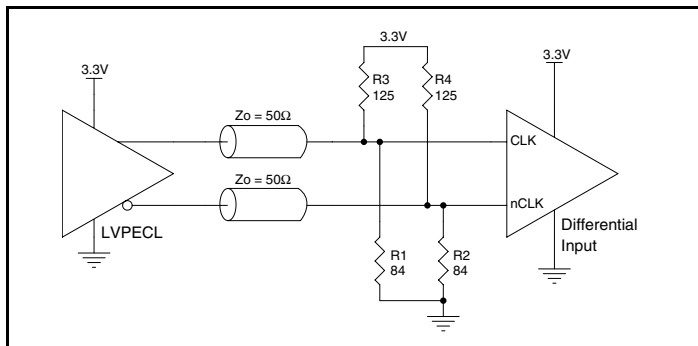 3.3V
3.3V
3.3V
R3
125
R4
125
Zo = 50Ω
CLK
Zo = 50Ω
nCLK
LVPECL
Differential
Input
R1
84
R2
84